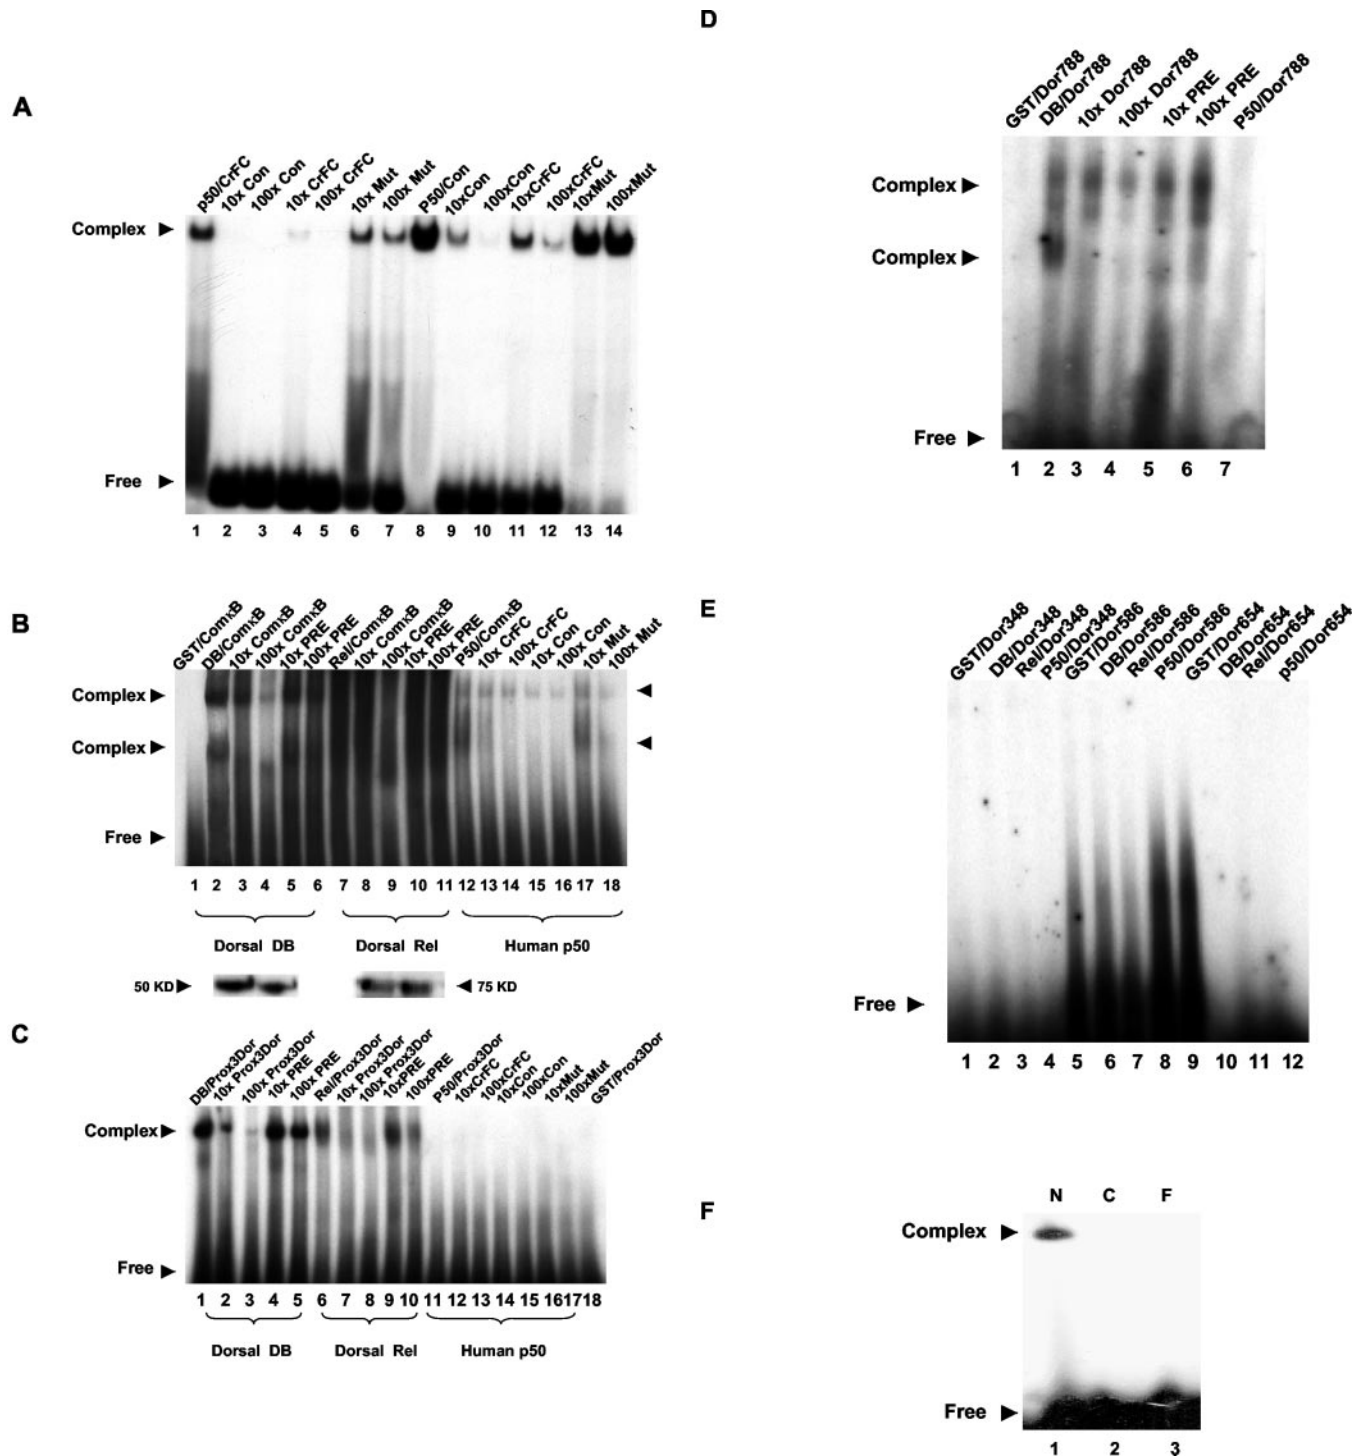 A
p50/CrFC
10x Con
100x Con
10x CrFC
100x CrFC
10x Mut
100x Mut
P50/Con
10xCon
100xCon
10xCrFC
100xCrFC
10xMut
100xMut
Complex
Free
1 2 3 4 5 6 7 8 9 10 11 12 13 14
B
GST/ComκB
DB/ComκB
10x ComκB
100x ComκB
10x PRE
100x PRE
Rel/ComκB
10x ComκB
100x ComκB
10x PRE
100x PRE
P50/ComκB
10x CrFC
100x CrFC
10x Con
100x Con
10x Mut
100x Mut
Complex
Complex
Free
1 2 3 4 5 6 7 8 9 10 11 12 13 14 15 16 17 18
Dorsal DB Dorsal Rel Human p50
50 KD 75 KD
C
DB/Prox3Dor
10x Prox3Dor
100x Prox3Dor
10x PRE
100x PRE
Rel/Prox3Dor
10x Prox3Dor
100x Prox3Dor
10xPRE
100xPRE
P50/Prox3Dor
10xCrFC
100xCrFC
10xCon
100xCon
10xMut
100xMut
GST/Prox3Dor
Complex
Free
1 2 3 4 5 6 7 8 9 10 11 12 13 14 15 16 17 18
Dorsal DB Dorsal Rel Human p50
D
GST/Dor788
DB/Dor788
10x Dor788
100x Dor788
10x PRE
100x PRE
P50/Dor788
Complex
Complex
Free
1 2 3 4 5 6 7
E
GST/Dor348
DB/Dor348
Rel/Dor348
P50/Dor348
GST/Dor586
DB/Dor586
Rel/Dor586
P50/Dor586
GST/Dor654
DB/Dor654
Rel/Dor654
p50/Dor654
Free
1 2 3 4 5 6 7 8 9 10 11 12
F
N C F
Complex
Free
1 2 3